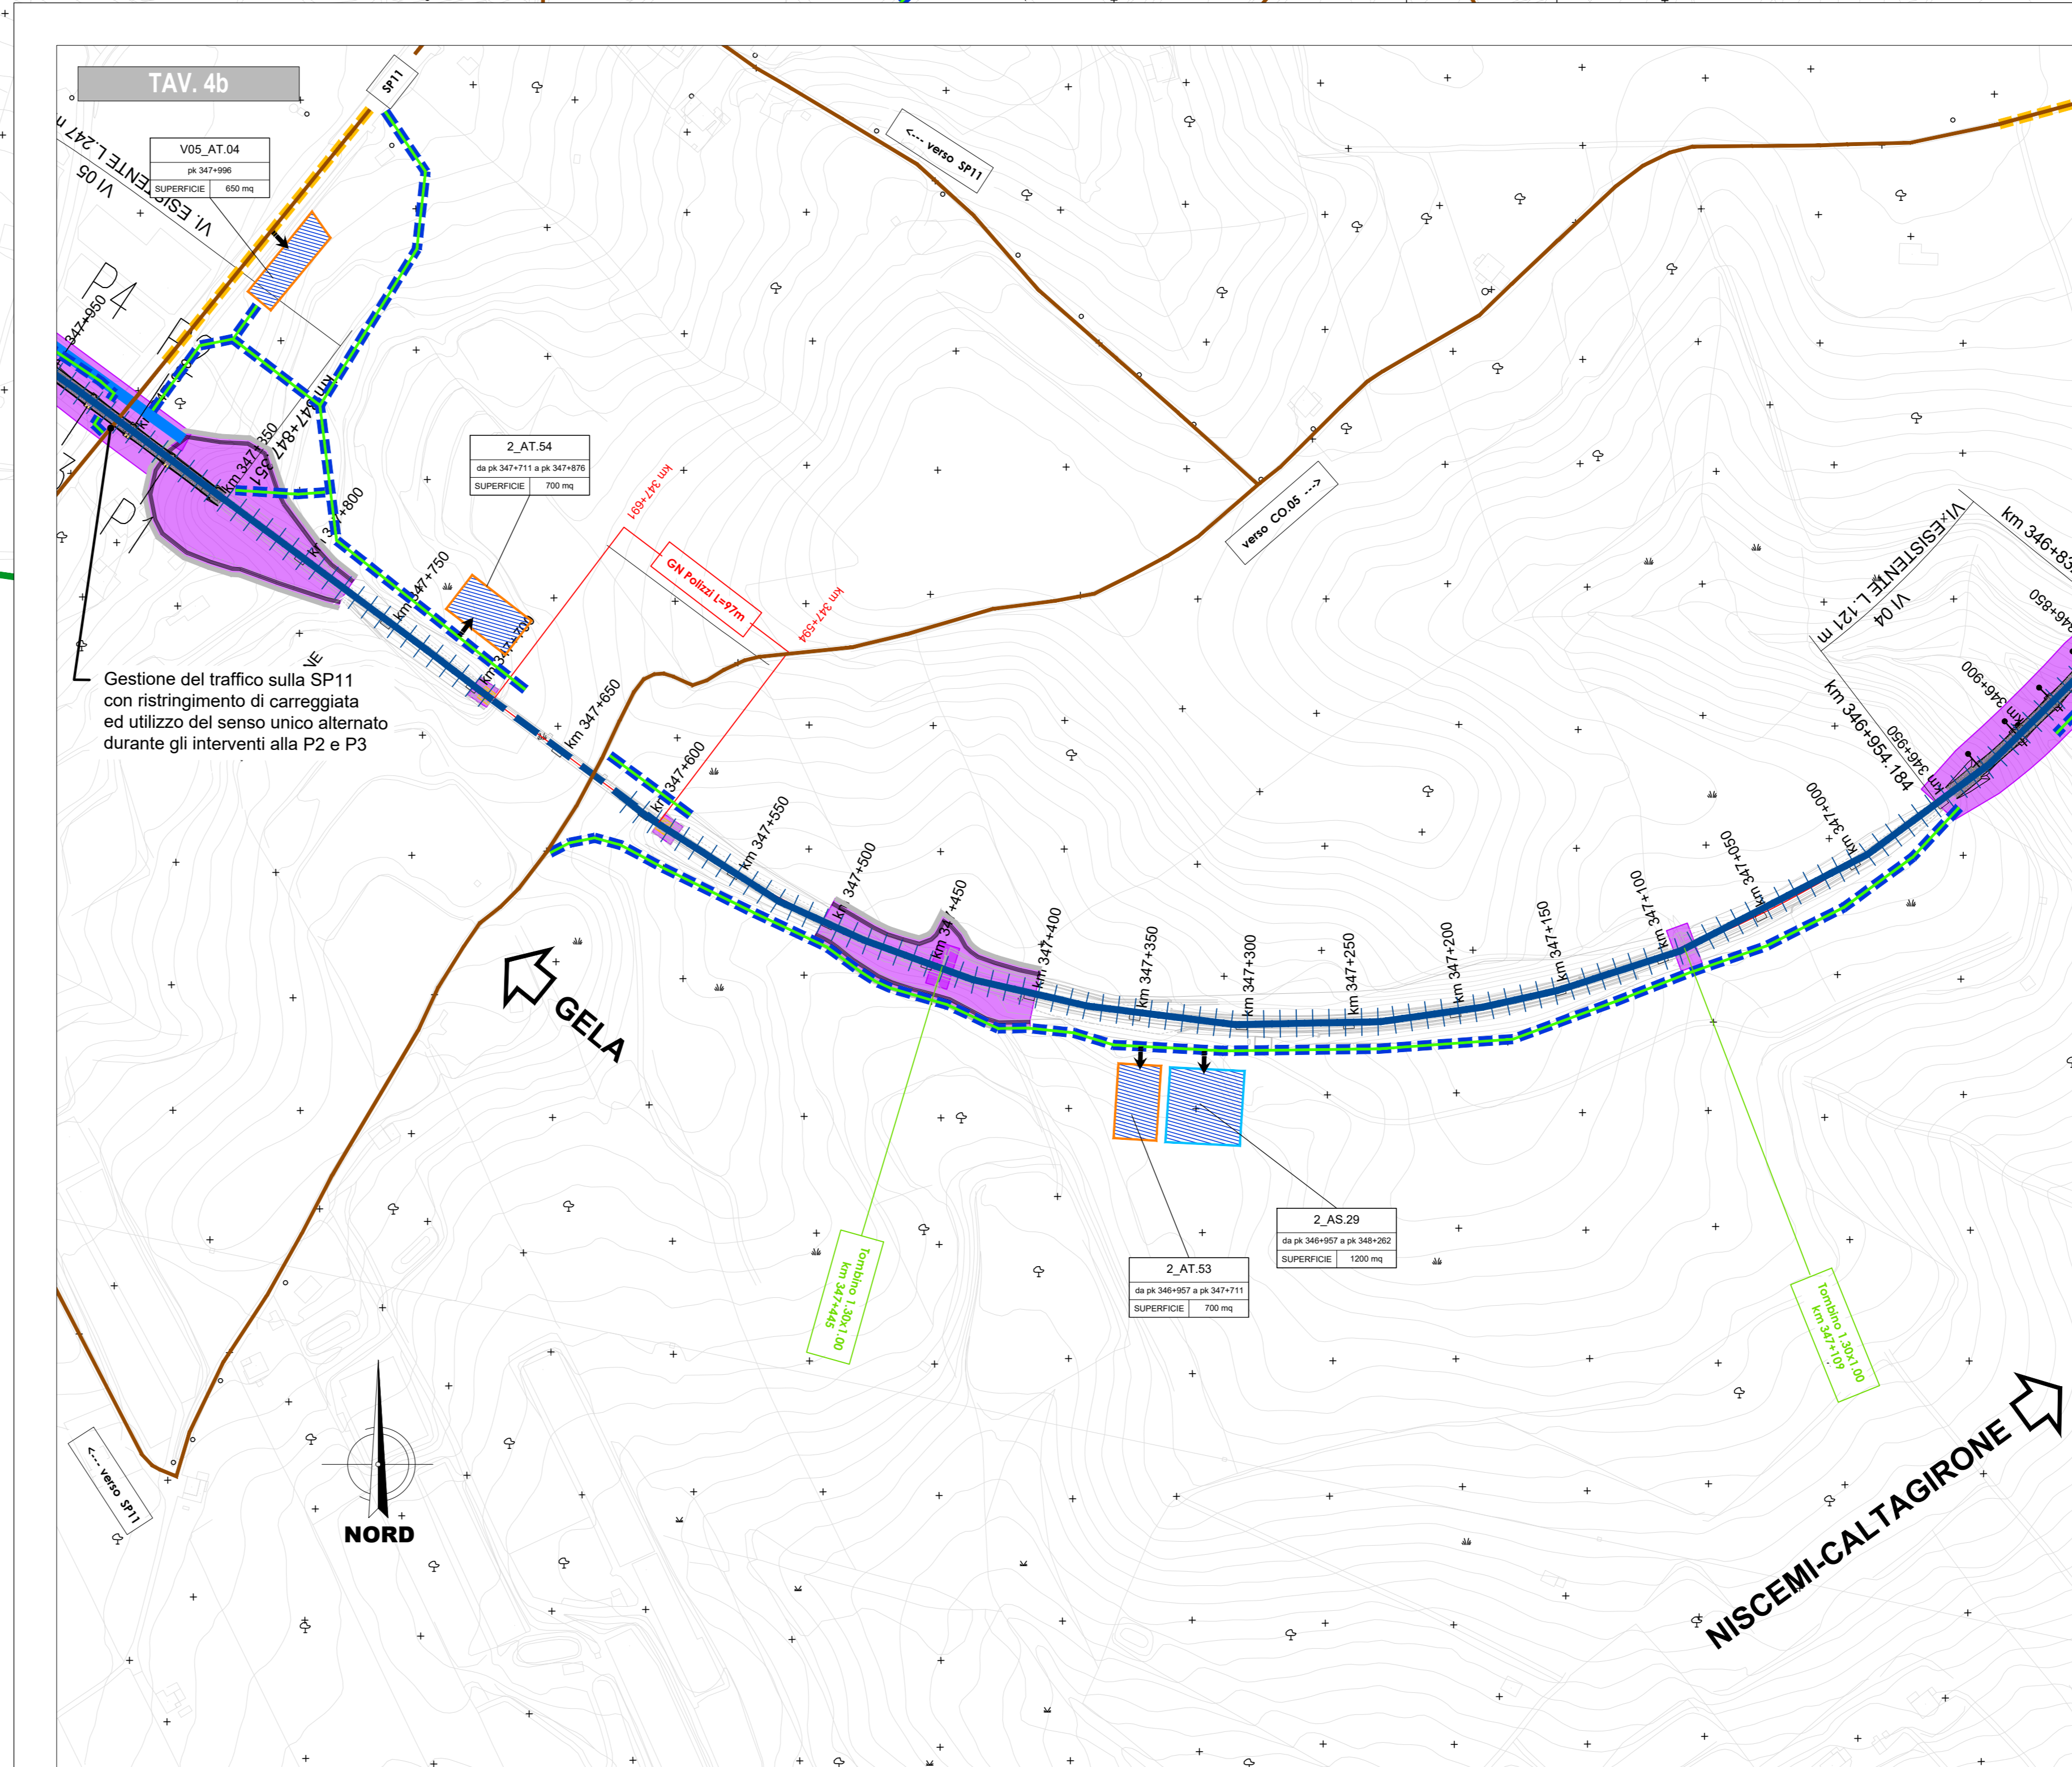 TAV. 4b
SP11
V05_AT.04
pk 347+996
SUPERFICIE 650 mq
VI 05
<--- verso SP11
P4
347+950
2_AT.54
da pk 347+711 a pk 347+876
SUPERFICIE 700 mq
km 347+691
GN Polizzi L=97m
km 347+594
verso CO.05 --->
km 347+800
km 347+750
km 347+700
km 347+650
km 347+600
km 347+550
km 347+500
km 347+450
km 347+400
km 347+350
km 347+300
km 347+250
km 347+200
km 347+150
km 347+100
km 347+050
km 347+000
km 346+950
346+900
346+850
VI.ESISTENTE L.121 m
VI 04
km 346+954.184
P1
Gestione del traffico sulla SP11
con ristringimento di carreggiata
ed utilizzo del senso unico alternato
durante gli interventi alla P2 e P3
GELA
2_AS.29
da pk 346+957 a pk 348+262
SUPERFICIE 1200 mq
2_AT.53
da pk 346+957 a pk 347+711
SUPERFICIE 700 mq
Tombino 1.30x1.00
km 347+445
Tombino 1.30x1.00
km 347+109
<--- verso SP11
NORD
NISCEMI-CALTAGIRONE